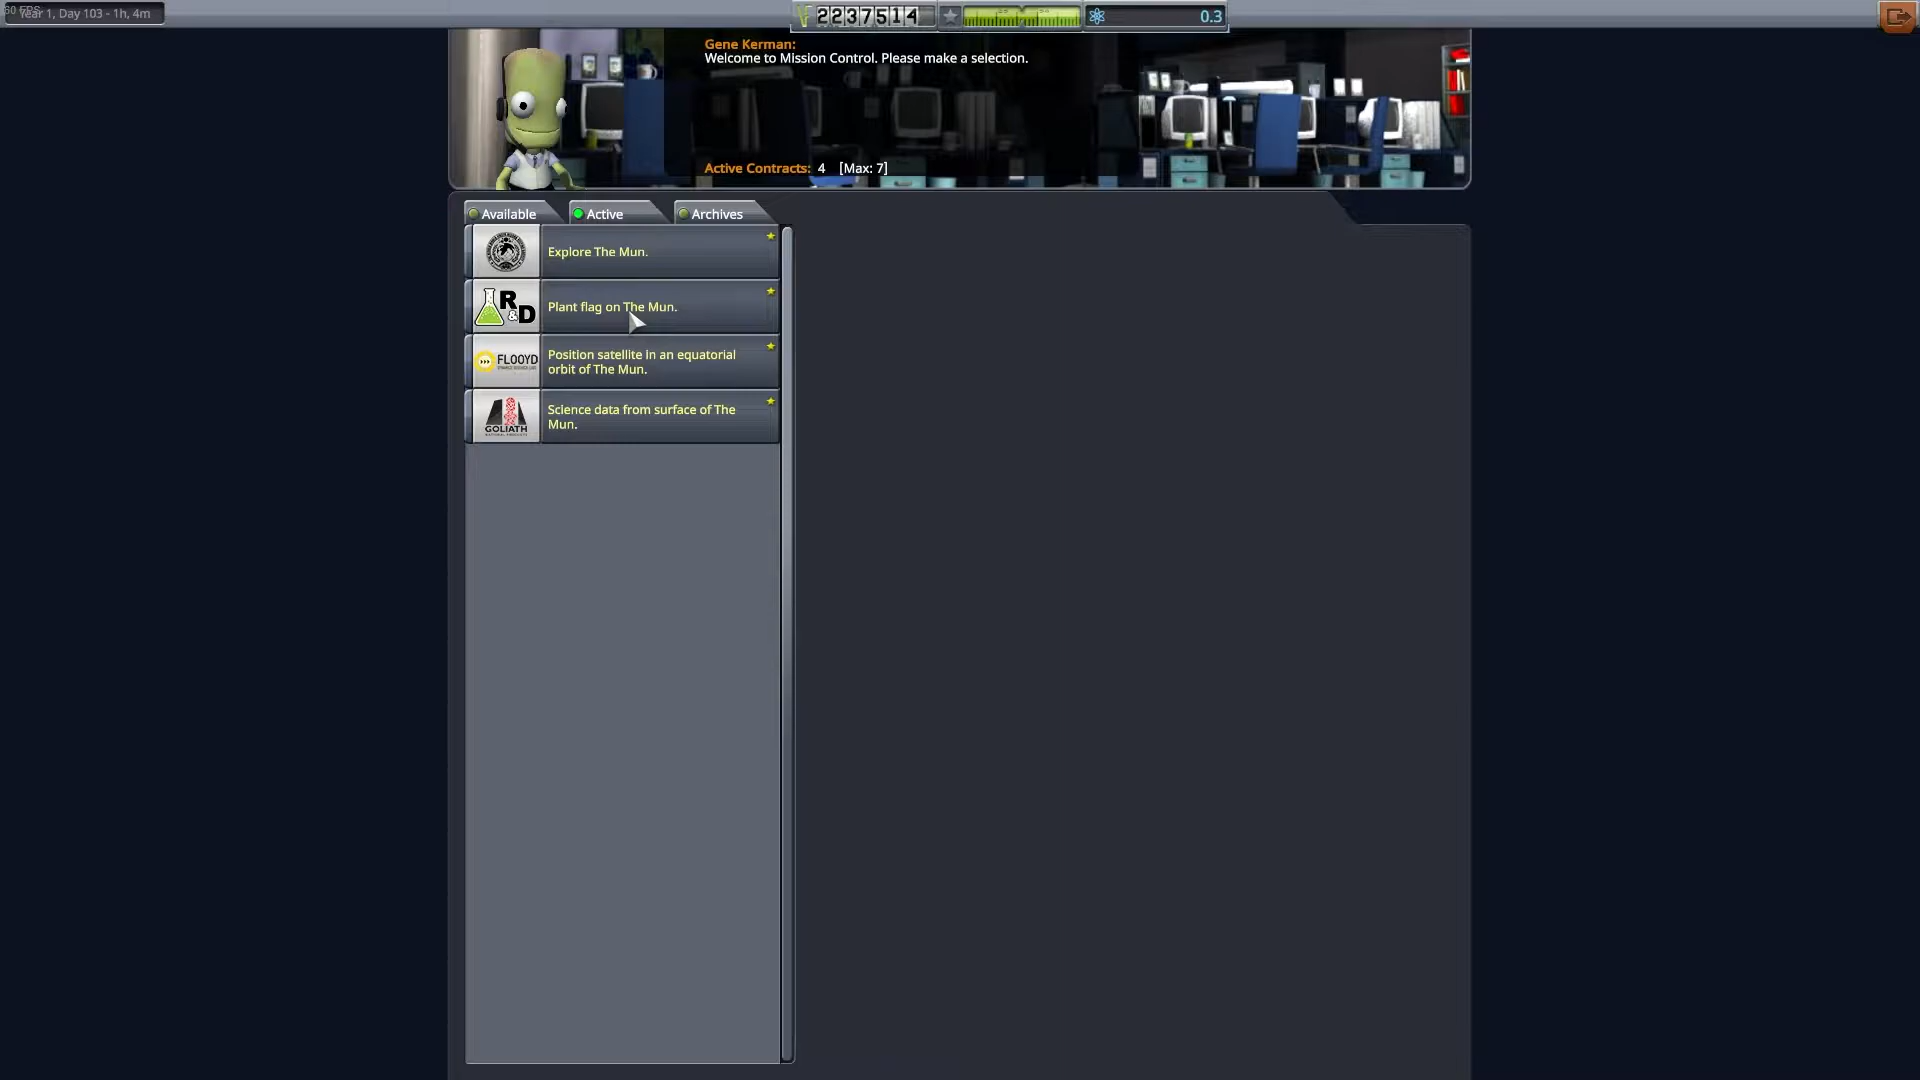 Year 1, Day 103 - 1h, 4m
2237514
0.3
Gene Kerman:
Welcome to Mission Control. Please make a selection.
Active Contracts: 4 [Max: 7]
Available
Active
Archives
Explore The Mun.
R&D
Plant flag on The Mun.
FLOOYD
Position satellite in an equatorial
orbit of The Mun.
GOLIATH
Science data from surface of The
Mun.